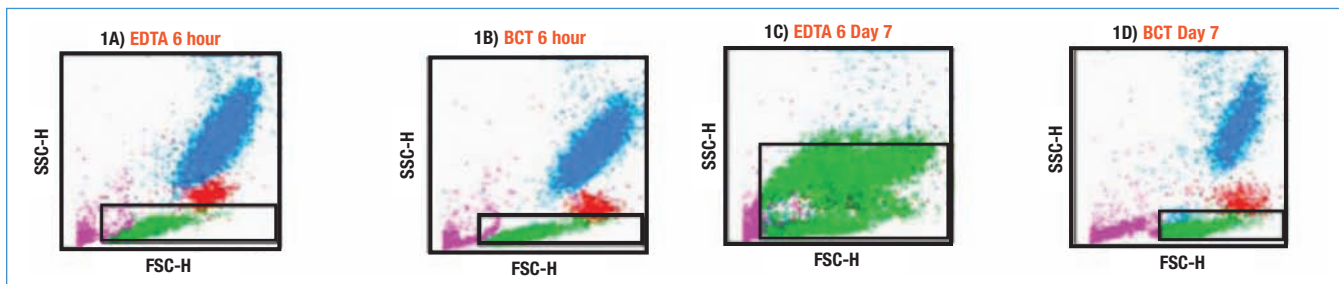 1A) EDTA 6 hour
SSC-H
FSC-H
1B) BCT 6 hour
SSC-H
FSC-H
1C) EDTA 6 Day 7
SSC-H
FSC-H
1D) BCT Day 7
SSC-H
FSC-H